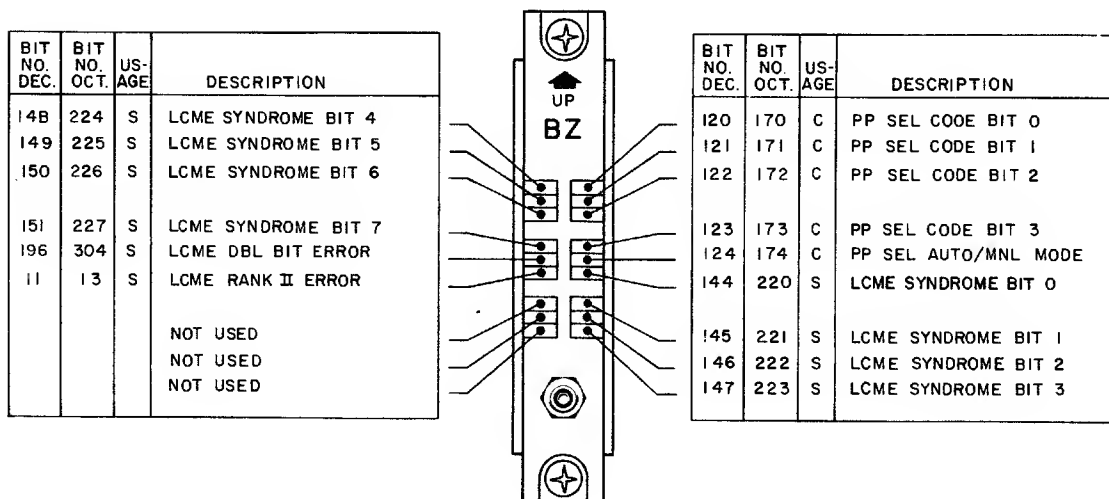 BIT NO. DEC. BIT NO. OCT. US-AGE DESCRIPTION
148 224 S LCME SYNDROME BIT 4
149 225 S LCME SYNDROME BIT 5
150 226 S LCME SYNDROME BIT 6
151 227 S LCME SYNDROME BIT 7
196 304 S LCME DBL BIT ERROR
11 13 S LCME RANK II ERROR
NOT USED
NOT USED
NOT USED
UP
BZ
BIT NO. DEC. BIT NO. OCT. US-AGE DESCRIPTION
120 170 C PP SEL CODE BIT 0
121 171 C PP SEL CODE BIT 1
122 172 C PP SEL CODE BIT 2
123 173 C PP SEL CODE BIT 3
124 174 C PP SEL AUTO/MNL MODE
144 220 S LCME SYNDROME BIT 0
145 221 S LCME SYNDROME BIT 1
146 222 S LCME SYNDROME BIT 2
147 223 S LCME SYNDROME BIT 3